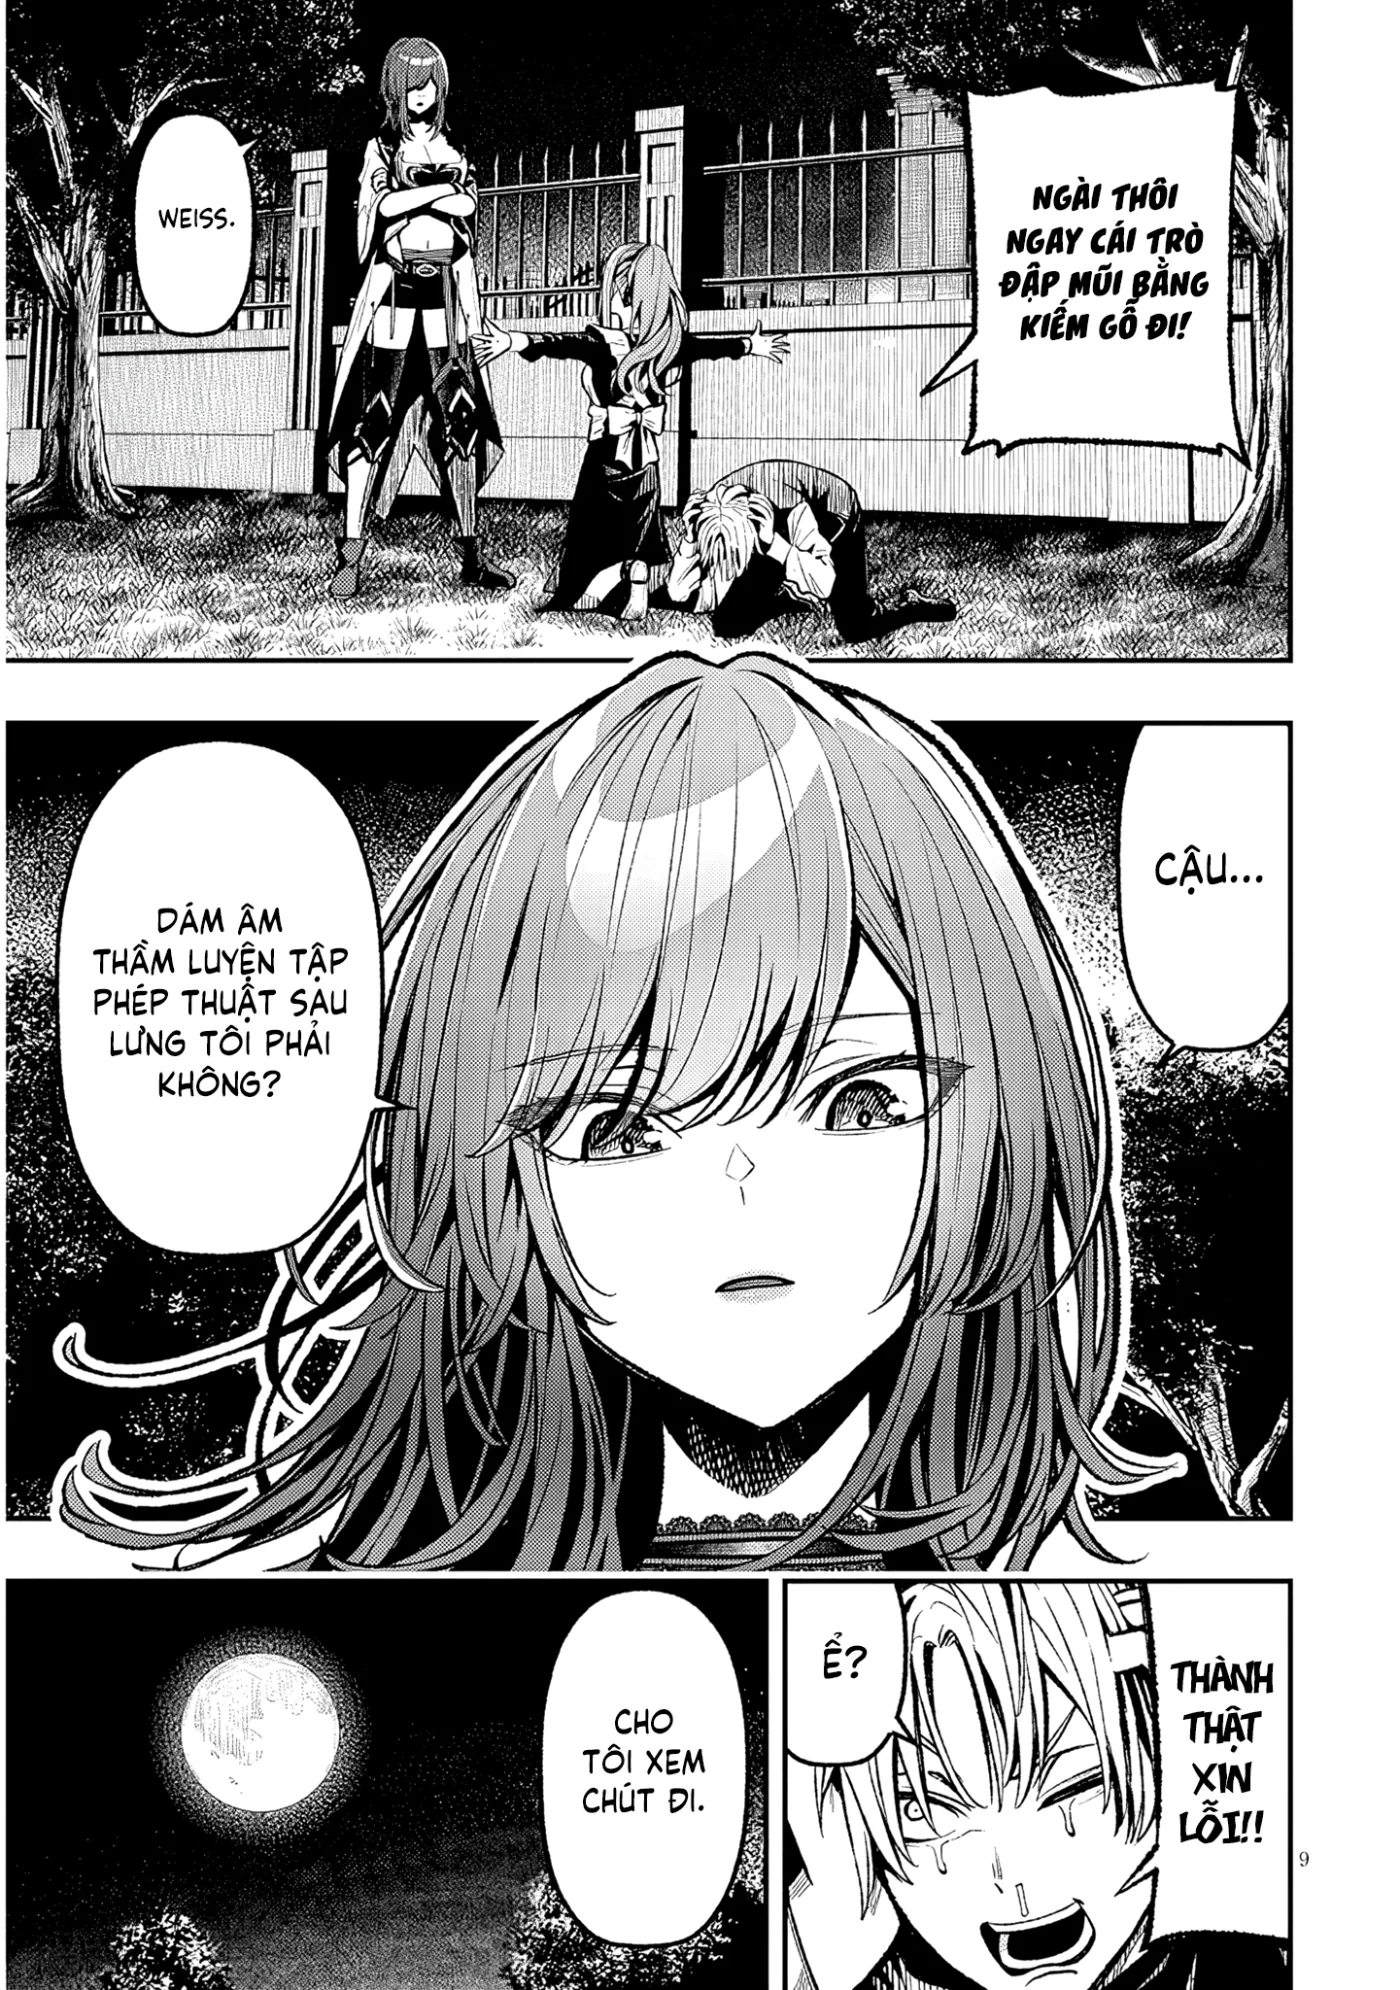 NGÀI THÔI
NGAY CÁI TRÒ
ĐẬP MŨI BẰNG
KIẾM GỖ ĐI!
WEISS.
CẬU...
DÁM ÂM
THẦM LUYỆN TẬP
PHÉP THUẬT SAU
LƯNG TÔI PHẢI
KHÔNG?
THÀNH
THẬT
XIN
LỖI!!
Ể?
CHO
TÔI XEM
CHÚT ĐI.
9